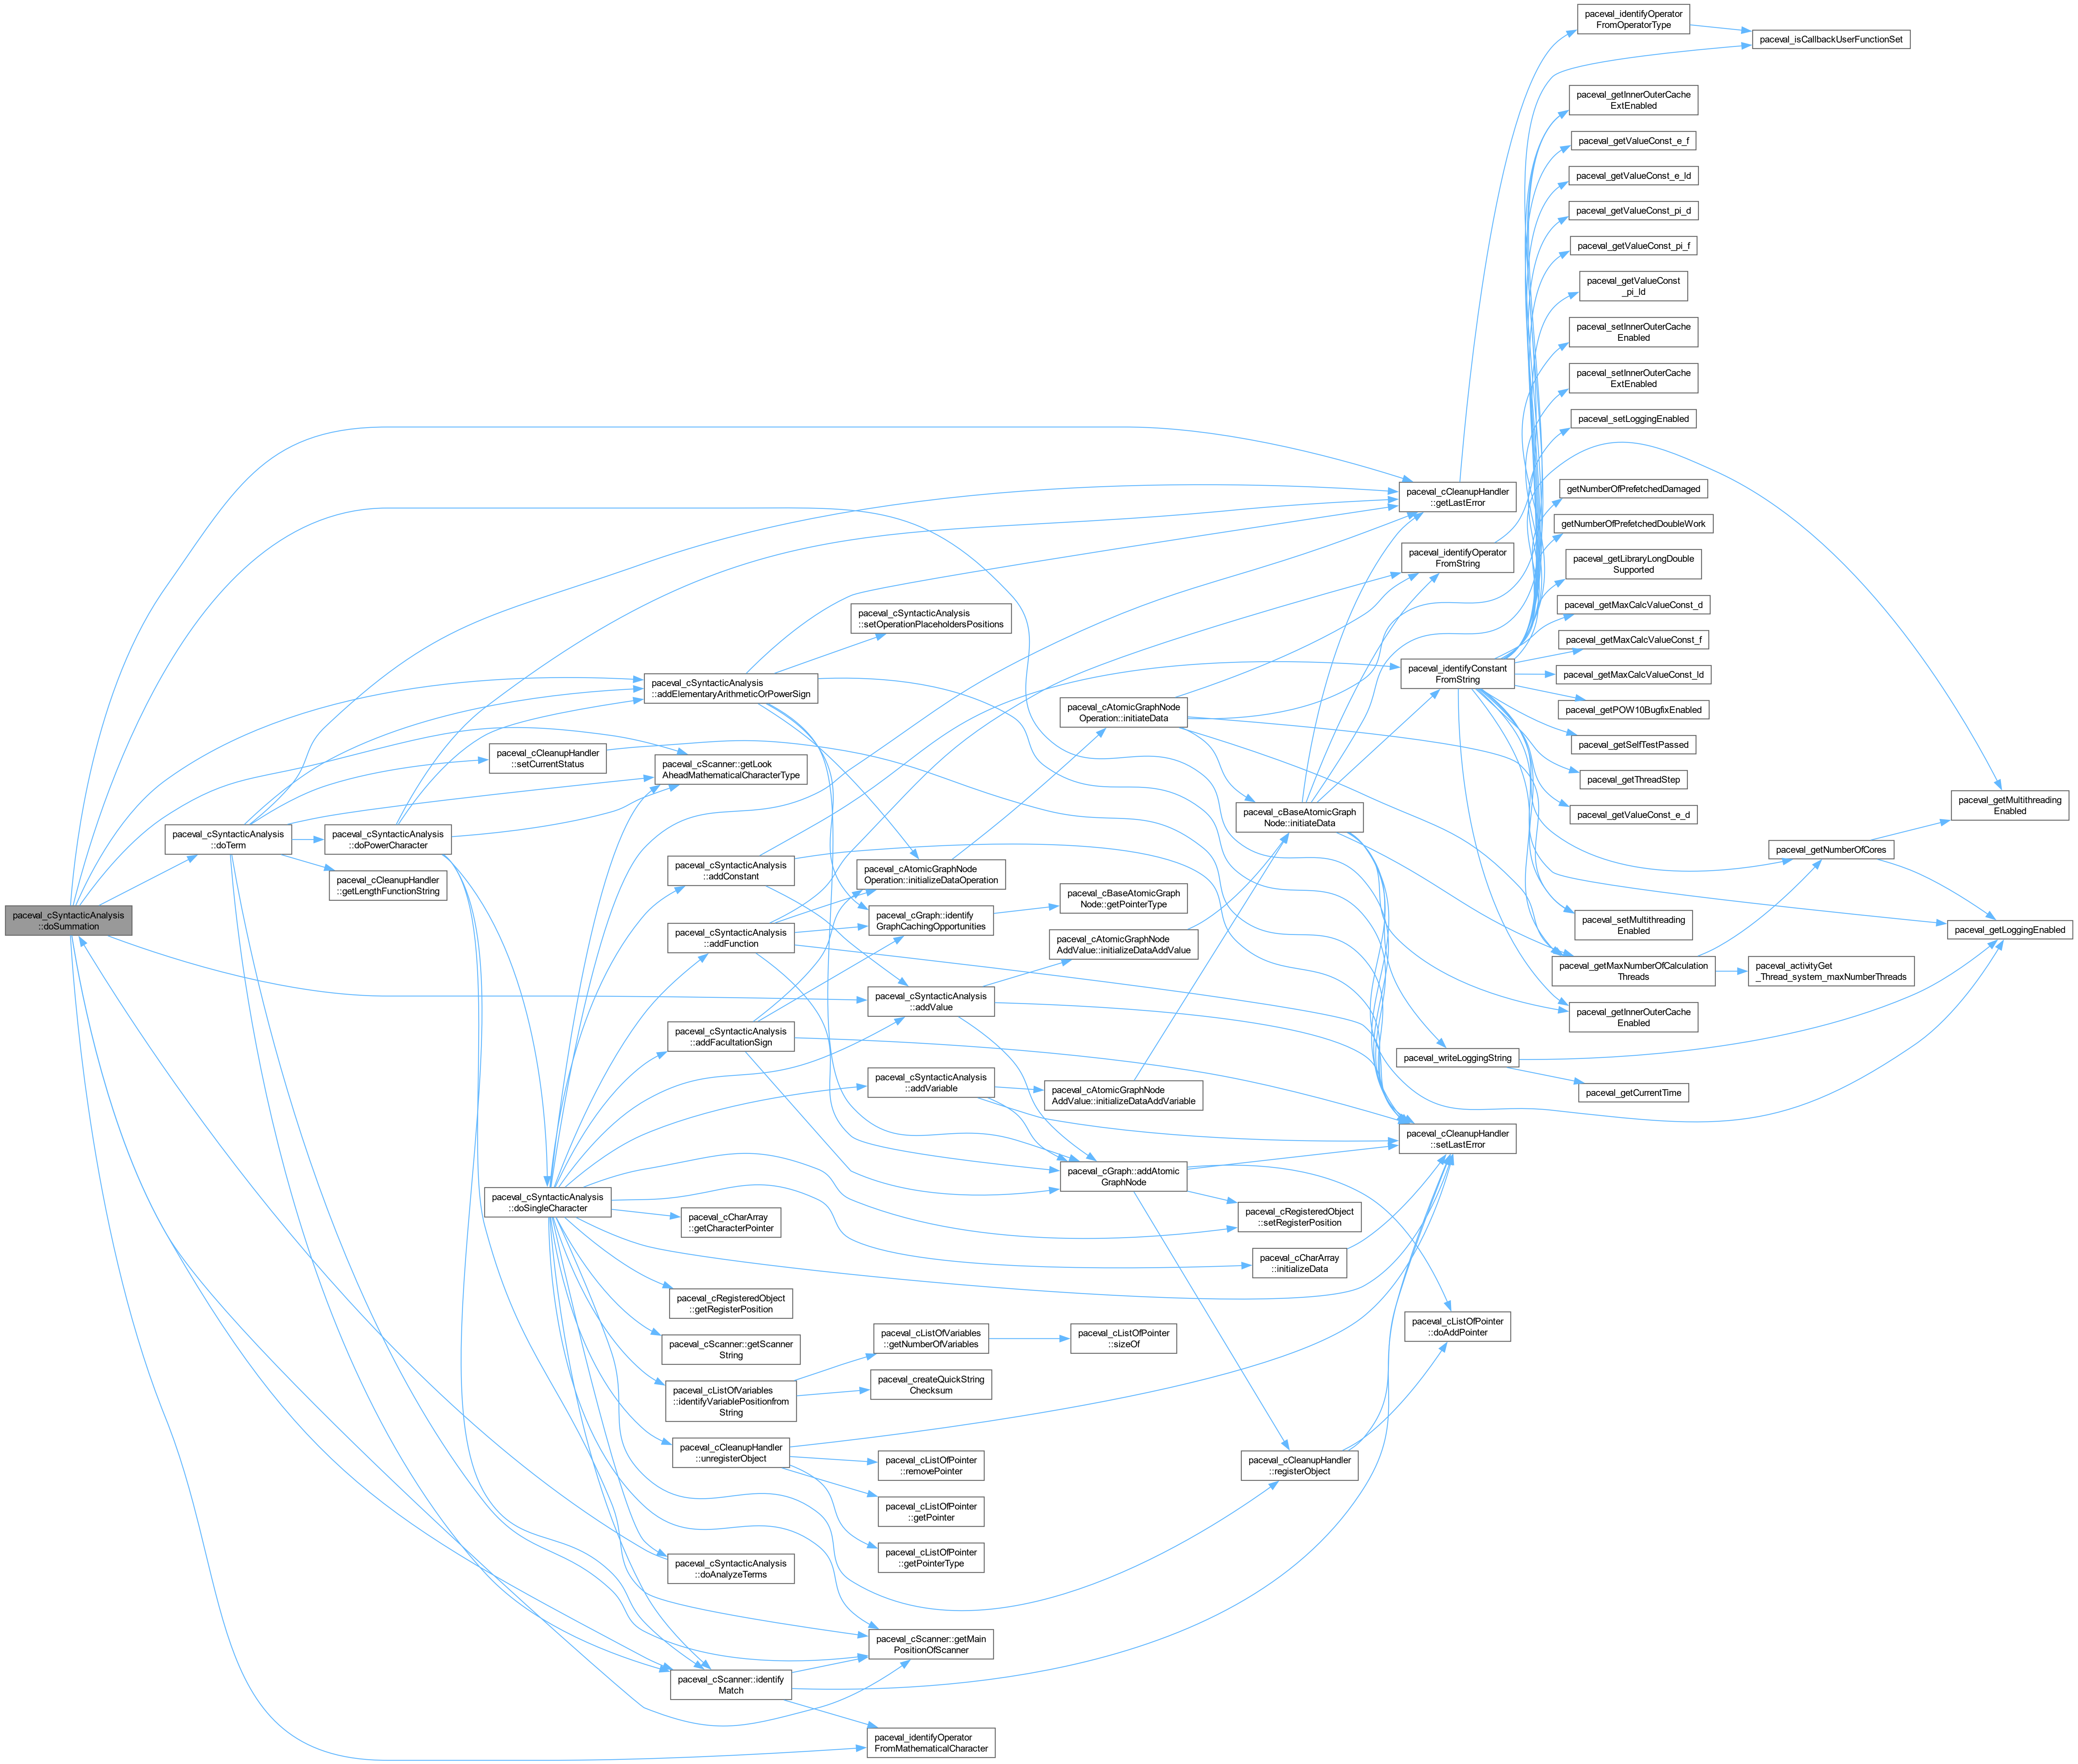 paceval_cSyntacticAnalysis
::doSummation
paceval_cSyntacticAnalysis
::doTerm
paceval_cSyntacticAnalysis
::doPowerCharacter
paceval_cCleanupHandler
::getLengthFunctionString
paceval_cCleanupHandler
::setCurrentStatus
paceval_cSyntacticAnalysis
::doSingleCharacter
paceval_cSyntacticAnalysis
::addElementaryArithmeticOrPowerSign
paceval_cScanner::getLook
AheadMathematicalCharacterType
paceval_cSyntacticAnalysis
::addConstant
paceval_cSyntacticAnalysis
::addFunction
paceval_cSyntacticAnalysis
::addFacultationSign
paceval_cCharArray
::getCharacterPointer
paceval_cRegisteredObject
::getRegisterPosition
paceval_cScanner::getScanner
String
paceval_cListOfVariables
::identifyVariablePositionfrom
String
paceval_cCleanupHandler
::unregisterObject
paceval_cSyntacticAnalysis
::doAnalyzeTerms
paceval_cScanner::identify
Match
paceval_cSyntacticAnalysis
::setOperationPlaceholdersPositions
paceval_cAtomicGraphNode
Operation::initializeDataOperation
paceval_cGraph::identify
GraphCachingOpportunities
paceval_cSyntacticAnalysis
::addValue
paceval_cSyntacticAnalysis
::addVariable
paceval_cListOfVariables
::getNumberOfVariables
paceval_createQuickString
Checksum
paceval_cListOfPointer
::removePointer
paceval_cListOfPointer
::getPointer
paceval_cListOfPointer
::getPointerType
paceval_cScanner::getMain
PositionOfScanner
paceval_identifyOperator
FromMathematicalCharacter
paceval_cAtomicGraphNode
Operation::initiateData
paceval_cBaseAtomicGraph
Node::getPointerType
paceval_cAtomicGraphNode
AddValue::initializeDataAddValue
paceval_cAtomicGraphNode
AddValue::initializeDataAddVariable
paceval_cGraph::addAtomic
GraphNode
paceval_cListOfPointer
::sizeOf
paceval_cBaseAtomicGraph
Node::initiateData
paceval_cRegisteredObject
::setRegisterPosition
paceval_cCharArray
::initializeData
paceval_cCleanupHandler
::registerObject
paceval_cCleanupHandler
::getLastError
paceval_identifyOperator
FromString
paceval_identifyConstant
FromString
paceval_writeLoggingString
paceval_cCleanupHandler
::setLastError
paceval_cListOfPointer
::doAddPointer
paceval_identifyOperator
FromOperatorType
paceval_getInnerOuterCache
ExtEnabled
paceval_getValueConst_e_f
paceval_getValueConst_e_ld
paceval_getValueConst_pi_d
paceval_getValueConst_pi_f
paceval_getValueConst
_pi_ld
paceval_setInnerOuterCache
Enabled
paceval_setInnerOuterCache
ExtEnabled
paceval_setLoggingEnabled
getNumberOfPrefetchedDamaged
getNumberOfPrefetchedDoubleWork
paceval_getLibraryLongDouble
Supported
paceval_getMaxCalcValueConst_d
paceval_getMaxCalcValueConst_f
paceval_getMaxCalcValueConst_ld
paceval_getPOW10BugfixEnabled
paceval_getSelfTestPassed
paceval_getThreadStep
paceval_getValueConst_e_d
paceval_setMultithreading
Enabled
paceval_getMaxNumberOfCalculation
Threads
paceval_getInnerOuterCache
Enabled
paceval_getCurrentTime
paceval_isCallbackUserFunctionSet
paceval_getNumberOfCores
paceval_activityGet
_Thread_system_maxNumberThreads
paceval_getMultithreading
Enabled
paceval_getLoggingEnabled